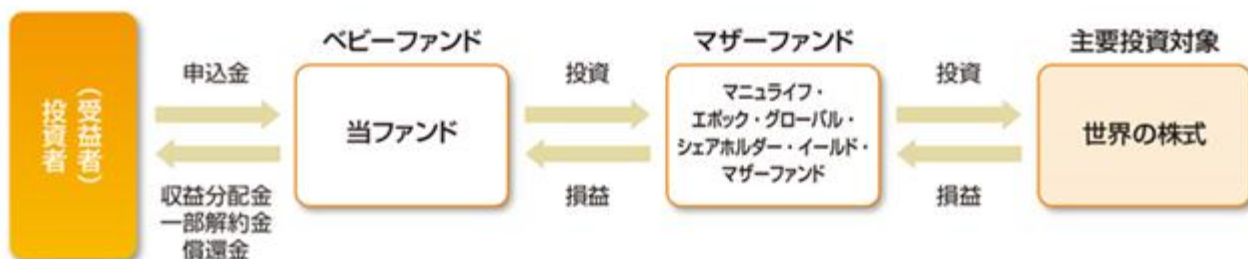 投資者
(受益者)
申込金
収益分配金
一部解約金
償還金
ベビーファンド
当ファンド
投資
損益
マザーファンド
マニュライフ・
エポック・グローバル・
シェアホルダー・イールド・
マザーファンド
投資
損益
主要投資対象
世界の株式